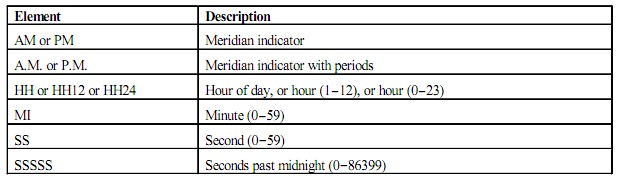 Element Description
AM or PM Meridian indicator
A.M. or P.M. Meridian indicator with periods
HH or HH12 or HH24 Hour of day, or hour (1−12), or hour (0−23)
MI Minute (0−59)
SS Second (0−59)
SSSSS Seconds past midnight (0−86399)